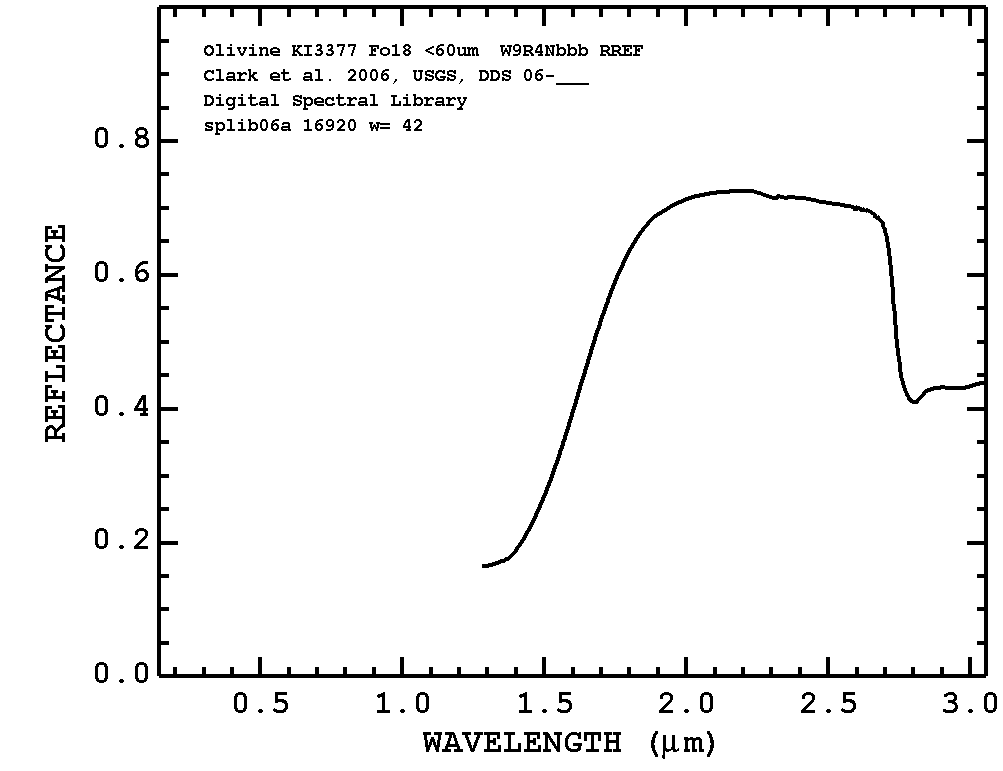 Olivine KI3377 Fo18 <60um W9R4Nbbb RREF
Clark et al. 2006, USGS, DDS 06-___
Digital Spectral Library
splib06a 16920 w= 42
0.8
0.6
0.4
0.2
0.0
REFLECTANCE
0.5 1.0 1.5 2.0 2.5 3.0
WAVELENGTH (μm)